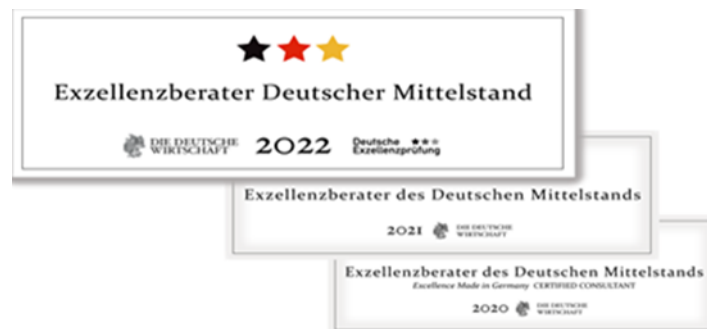 Exzellenzberater Deutscher Mittelstand
DIE DEUTSCHE
WIRTSCHAFT
2022
Deutsche
Exzellenzprüfung
Exzellenzberater des Deutschen Mittelstands
2021
DIE DEUTSCHE
WIRTSCHAFT
Exzellenzberater des Deutschen Mittelstands
Excellence Made in Germany CERTIFIED CONSULTANT
2020
DIE DEUTSCHE
WIRTSCHAFT